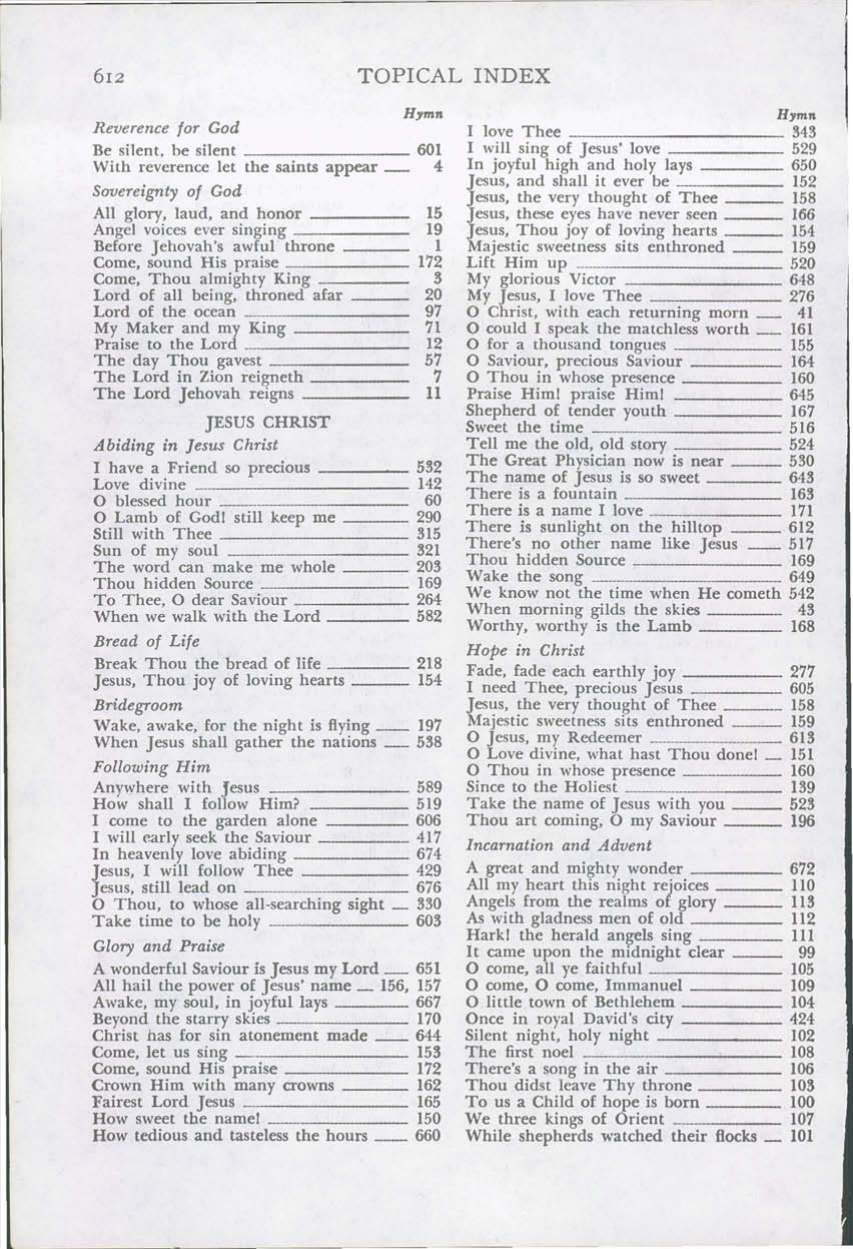 612
TOPICAL INDEX
Hymn
Reverence for God
Be silent, be silent 601
With reverence let the saints appear 4
Sovereignty of God
All glory, laud, and honor 15
Angel voices ever singing 19
Before Jehovah's awful throne 1
Come, sound His praise 172
Come, Thou almighty King 3
Lord of all being, throned afar 20
Lord of the ocean 97
My Maker and my King 71
Praise to the Lord 12
The day Thou gavest 57
The Lord in Zion reigneth 7
The Lord Jehovah reigns 11
JESUS CHRIST
Abiding in Jesus Christ
I have a Friend so precious 532
Love divine 142
O blessed hour 60
O Lamb of God! still keep me 290
Still with Thee 315
Sun of my soul 321
The word can make me whole 203
Thou hidden Source 169
To Thee, O dear Saviour 264
When we walk with the Lord 582
Bread of Life
Break Thou the bread of life 218
Jesus, Thou joy of loving hearts 154
Bridegroom
Wake, awake, for the night is flying 197
When Jesus shall gather the nations 538
Following Him
Anywhere with Jesus 589
How shall I follow Him? 519
I come to the garden alone 606
I will early seek the Saviour 417
In heavenly love abiding 674
Jesus, I will follow Thee 429
Jesus, still lead on 676
O Thou, to whose all-searching sight 330
Take time to be holy 603
Glory and Praise
A wonderful Saviour is Jesus my Lord 651
All hail the power of Jesus' name 156, 157
Awake, my soul, in joyful lays 667
Beyond the starry skies 170
Christ has for sin atonement made 644
Come, let us sing 153
Come, sound His praise 172
Crown Him with many crowns 162
Fairest Lord Jesus 165
How sweet the name! 150
How tedious and tasteless the hours 660
Hymn
I love Thee 343
I will sing of Jesus' love 529
In joyful high and holy lays 650
Jesus, and shall it ever be 152
Jesus, the very thought of Thee 158
Jesus, these eyes have never seen 166
Jesus, Thou joy of loving hearts 154
Majestic sweetness sits enthroned 159
Lift Him up 520
My glorious Victor 648
My Jesus, I love Thee 276
O Christ, with each returning morn 41
O could I speak the matchless worth 161
O for a thousand tongues 155
O Saviour, precious Saviour 164
O Thou in whose presence 160
Praise Him! praise Him! 645
Shepherd of tender youth 167
Sweet the time 516
Tell me the old, old story 524
The Great Physician now is near 530
The name of Jesus is so sweet 643
There is a fountain 163
There is a name I love 171
There is sunlight on the hilltop 612
There's no other name like Jesus 517
Thou hidden Source 169
Wake the song 649
We know not the time when He cometh 542
When morning gilds the skies 43
Worthy, worthy is the Lamb 168
Hope in Christ
Fade, fade each earthly joy 277
I need Thee, precious Jesus 605
Jesus, the very thought of Thee 158
Majestic sweetness sits enthroned 159
O Jesus, my Redeemer 613
O Love divine, what hast Thou done! 151
O Thou in whose presence 160
Since to the Holiest 139
Take the name of Jesus with you 523
Thou art coming, O my Saviour 196
Incarnation and Advent
A great and mighty wonder 672
All my heart this night rejoices 110
Angels from the realms of glory 113
As with gladness men of old 112
Hark! the herald angels sing 111
It came upon the midnight clear 99
O come, all ye faithful 105
O come, O come, Immanuel 109
O little town of Bethlehem 104
Once in royal David's city 424
Silent night, holy night 102
The first noel 108
There's a song in the air 106
Thou didst leave Thy throne 103
To us a Child of hope is born 100
We three kings of Orient 107
While shepherds watched their flocks 101